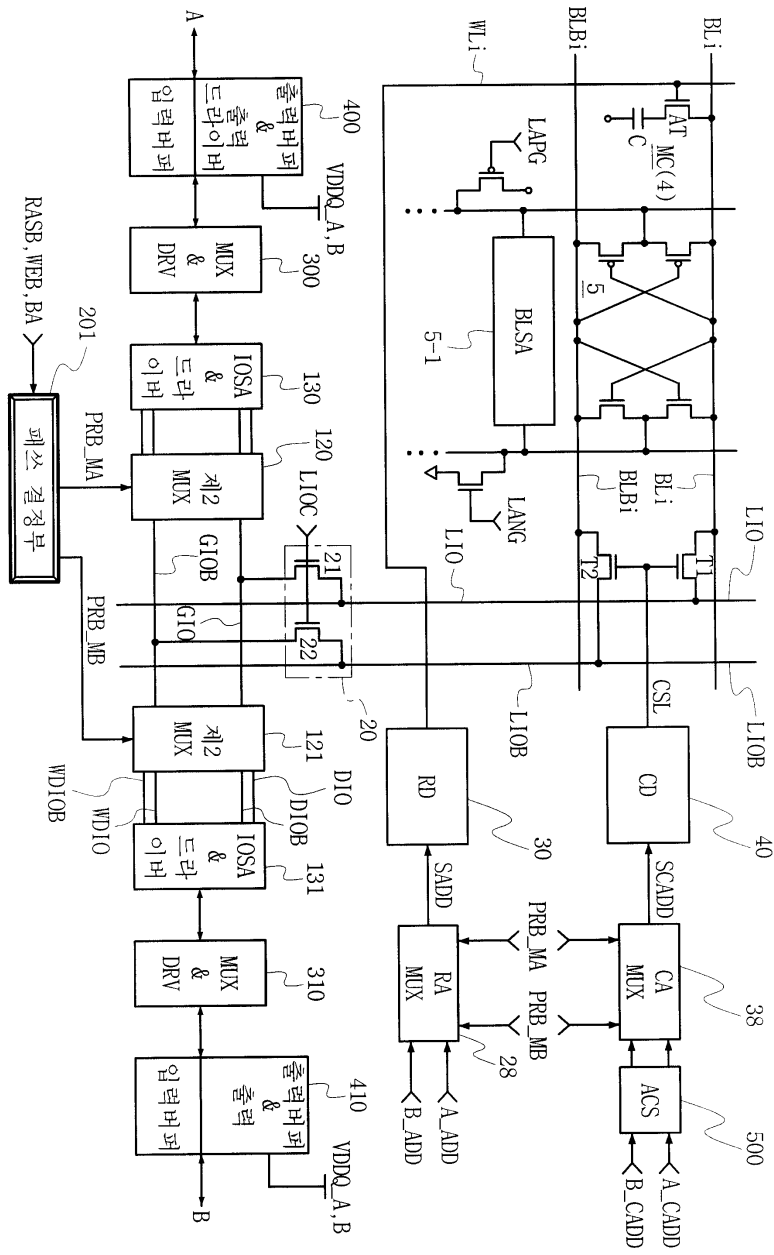 BLi
BLBi
WLi
AT
C
MC(4)
LAPG
5
BLSA
5-1
LANG
BLi
BLBi
T1
T2
LIO
LIO
LIOB
LIOB
CSL
CD
40
SCADD
CA
MUX
38
ACS
500
A_CADD
B_CADD
PRB_MA
PRB_MB
RD
30
SADD
RA
MUX
28
A_ADD
B_ADD
LIOC
21
22
20
A
출력버퍼
&
출력
드라이버
입력버퍼
400
VDDQ_A,B
MUX
&
DRV
300
IOSA
&
드라
이버
130
제2
MUX
120
GIOB
GIO
제2
MUX
121
DIO
DIOB
WDIO
WDIOB
IOSA
&
드라
이버
131
MUX
&
DRV
310
출력버퍼
&
출력
입력버퍼
410
VDDQ_A,B
B
RASB,WEB,BA
201
패쓰 결정부
PRB_MA
PRB_MB